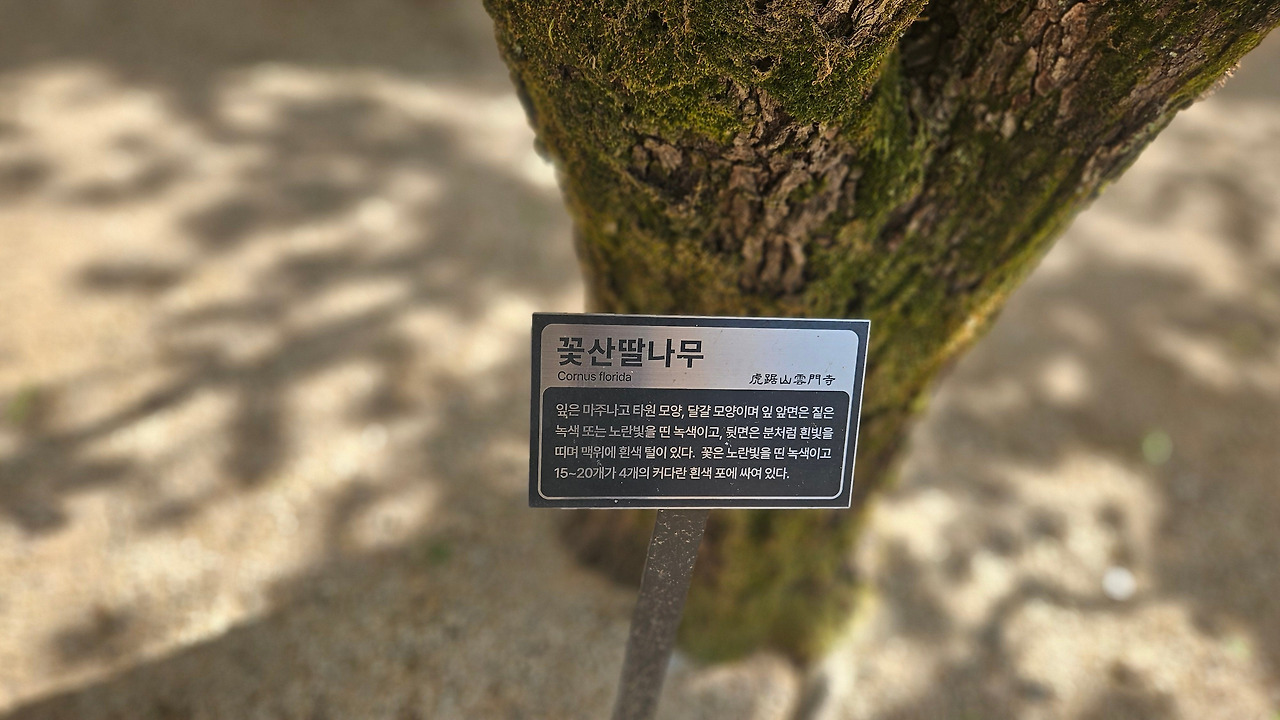 꽃산딸나무
Cornus florida
虎踞山雲門寺
잎은 마주나고 타원 모양, 달걀 모양이며 잎 앞면은 짙은
녹색 또는 노란빛을 띤 녹색이고, 뒷면은 분처럼 흰빛을
띠며 맥위에 흰색 털이 있다. 꽃은 노란빛을 띤 녹색이고
15~20개가 4개의 커다란 흰색 포에 싸여 있다.